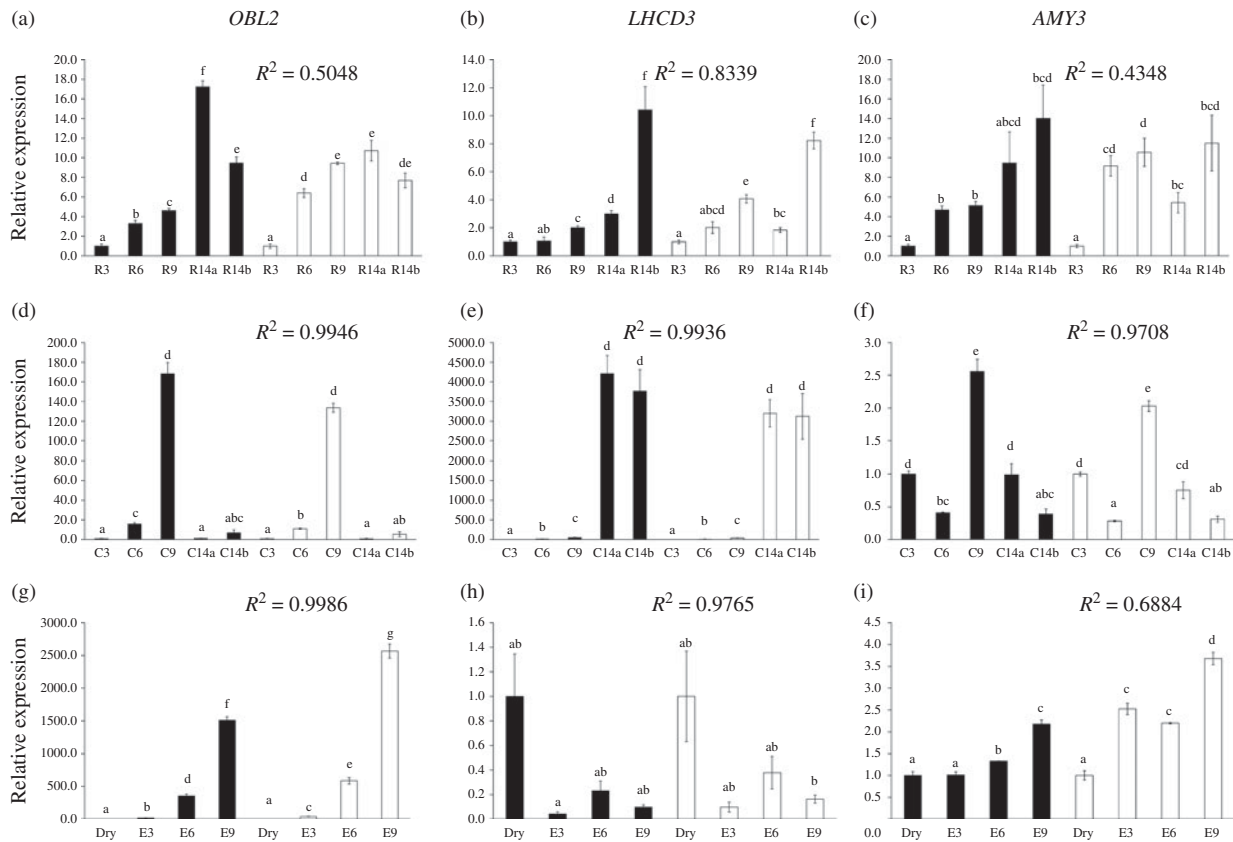 (a) OBL2
R² = 0.5048
Relative expression
20.0
18.0
16.0
14.0
12.0
10.0
8.0
6.0
4.0
2.0
0.0
a b c f e a d e e de
R3 R6 R9 R14a R14b R3 R6 R9 R14a R14b
(b) LHCD3
R² = 0.8339
14.0
12.0
10.0
8.0
6.0
4.0
2.0
0.0
a ab c d f a abcd e bc f
R3 R6 R9 R14a R14b R3 R6 R9 R14a R14b
(c) AMY3
R² = 0.4348
20.0
18.0
16.0
14.0
12.0
10.0
8.0
6.0
4.0
2.0
0.0
a b b abcd bcd a cd d bc bcd
R3 R6 R9 R14a R14b R3 R6 R9 R14a R14b
(d)
R² = 0.9946
Relative expression
200.0
180.0
160.0
140.0
120.0
100.0
80.0
60.0
40.0
20.0
0.0
a c d a abc a b d a ab
C3 C6 C9 C14a C14b C3 C6 C9 C14a C14b
(e)
R² = 0.9936
5000.0
4500.0
4000.0
3500.0
3000.0
2500.0
2000.0
1500.0
1000.0
500.0
0.0
a b c d d a b c d d
C3 C6 C9 C14a C14b C3 C6 C9 C14a C14b
(f)
R² = 0.9708
3.0
2.5
2.0
1.5
1.0
0.5
0.0
d bc e d abc d a e cd ab
C3 C6 C9 C14a C14b C3 C6 C9 C14a C14b
(g)
R² = 0.9986
Relative expression
3000.0
2500.0
2000.0
1500.0
1000.0
500.0
0.0
a b d f a c e g
Dry E3 E6 E9 Dry E3 E6 E9
(h)
R² = 0.9765
1.6
1.4
1.2
1.0
0.8
0.6
0.4
0.2
0.0
ab a ab ab ab ab ab b
Dry E3 E6 E9 Dry E3 E6 E9
(i)
R² = 0.6884
4.5
4.0
3.5
3.0
2.5
2.0
1.5
1.0
0.5
0.0
a a b c a c c d
Dry E3 E6 E9 Dry E3 E6 E9